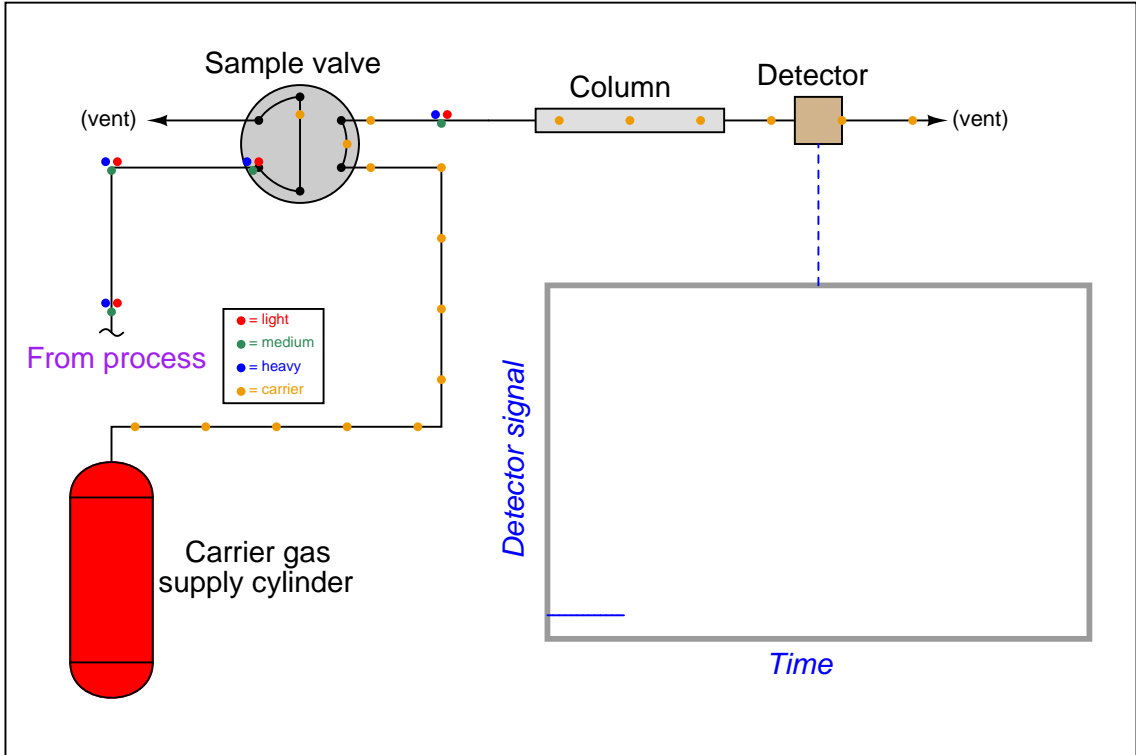 Sample valve
Column
Detector
(vent)
(vent)
From process
= light
= medium
= heavy
= carrier
Detector signal
Carrier gas
supply cylinder
Time